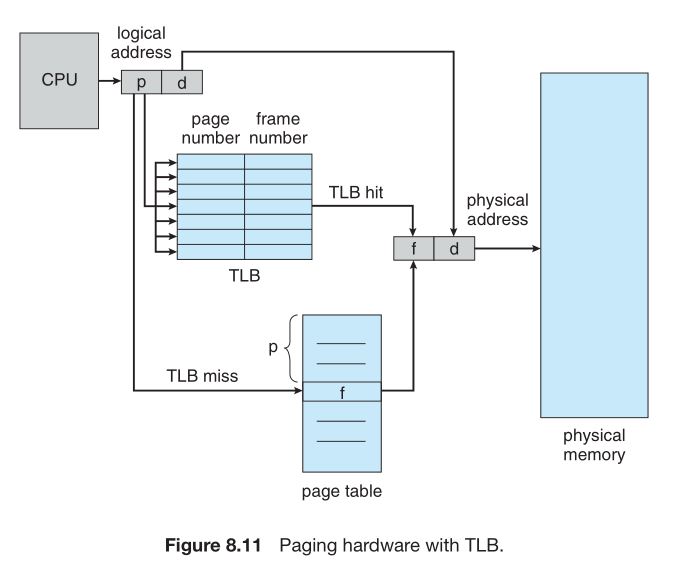 logical
address
CPU
p d
page frame
number number
TLB hit
physical
address
f d
TLB
p
TLB miss
f
physical
memory
page table
Figure 8.11 Paging hardware with TLB.